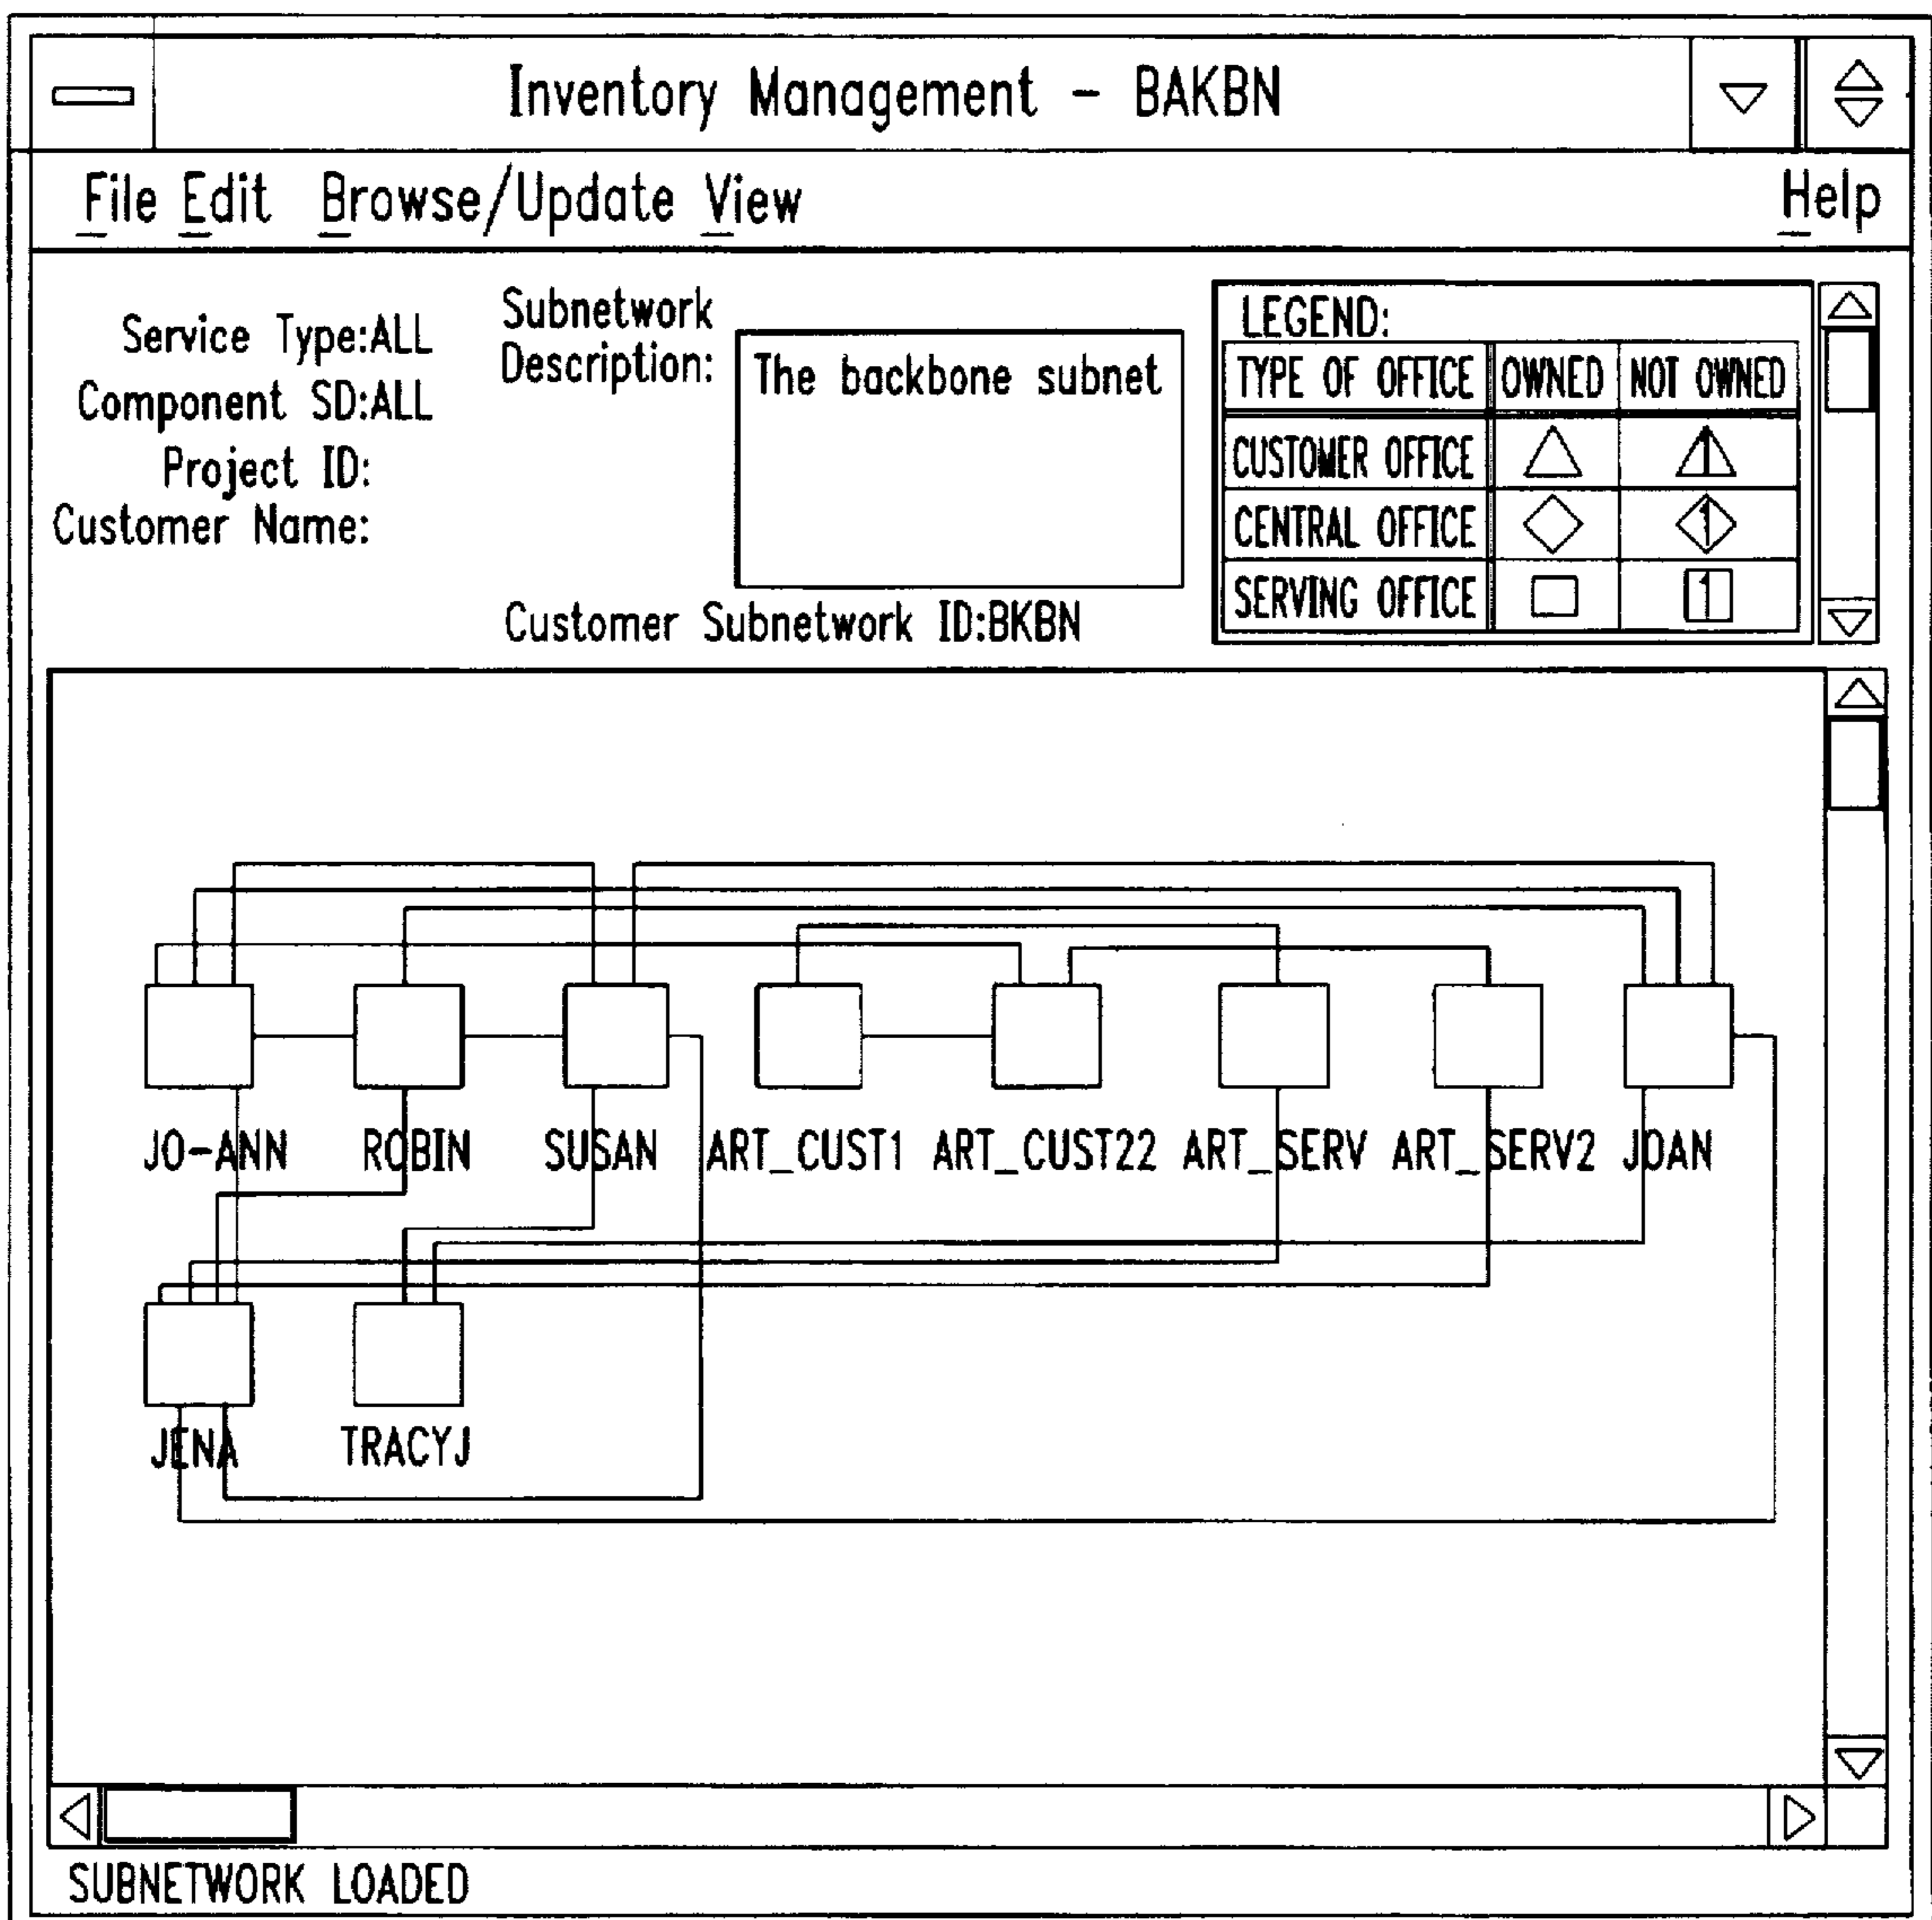 Inventory Management - BAKBN
File Edit Browse/Update View Help
Service Type:ALL
Component SD:ALL
Project ID:
Customer Name:
Subnetwork
Description:
The backbone subnet
Customer Subnetwork ID:BKBN
LEGEND:
TYPE OF OFFICE OWNED NOT OWNED
CUSTOMER OFFICE
CENTRAL OFFICE 1
SERVING OFFICE 1
JO-ANN ROBIN SUSAN ART_CUST1 ART_CUST22 ART_SERV ART_SERV2 JOAN
JENA TRACYJ
SUBNETWORK LOADED